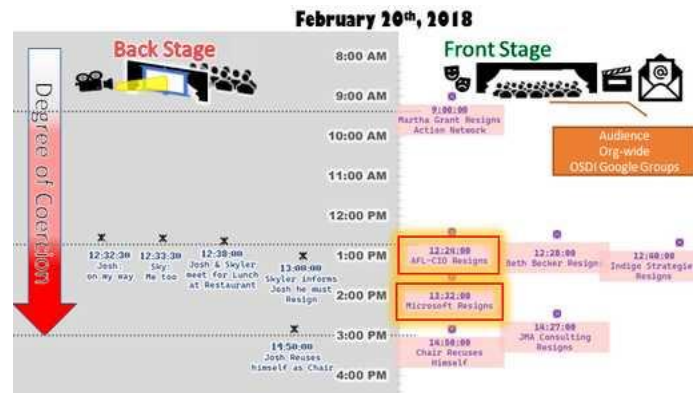 February 20th, 2018
Back Stage
Front Stage
Degree of Coercion
8:00 AM
9:00 AM
10:00 AM
11:00 AM
12:00 PM
1:00 PM
2:00 PM
3:00 PM
4:00 PM
@
Audience
Org-wide
OSDI Google Groups
9:00:00
Martha Grant Resigns
Action Network
12:32:30
Josh:
on my way
12:33:30
Sky:
Me too
12:38:00
Josh & Skyler
meet for Lunch
at Restaurant
13:00:00
Skyler informs
Josh he must
Resign
12:24:00
AFL-CIO Resigns
12:28:00
Beth Becker Resigns
12:40:00
Indigo Strategies
Resigns
13:32:00
Microsoft Resigns
14:27:00
JMA Consulting
Resigns
14:50:00
Josh Reuses
himself as Chair
14:50:00
Chair Recuses
Himself